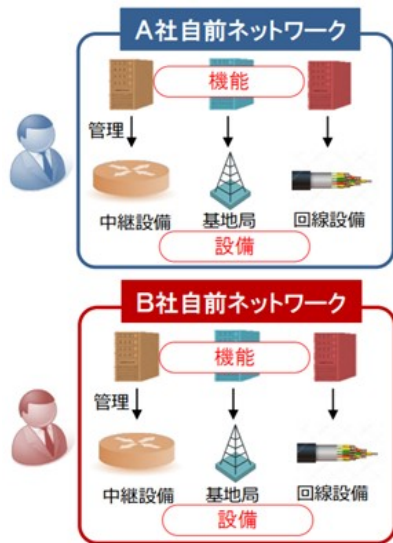 A社自前ネットワーク
機能
管理
中継設備
基地局
回線設備
設備
B社自前ネットワーク
機能
管理
中継設備
基地局
回線設備
設備